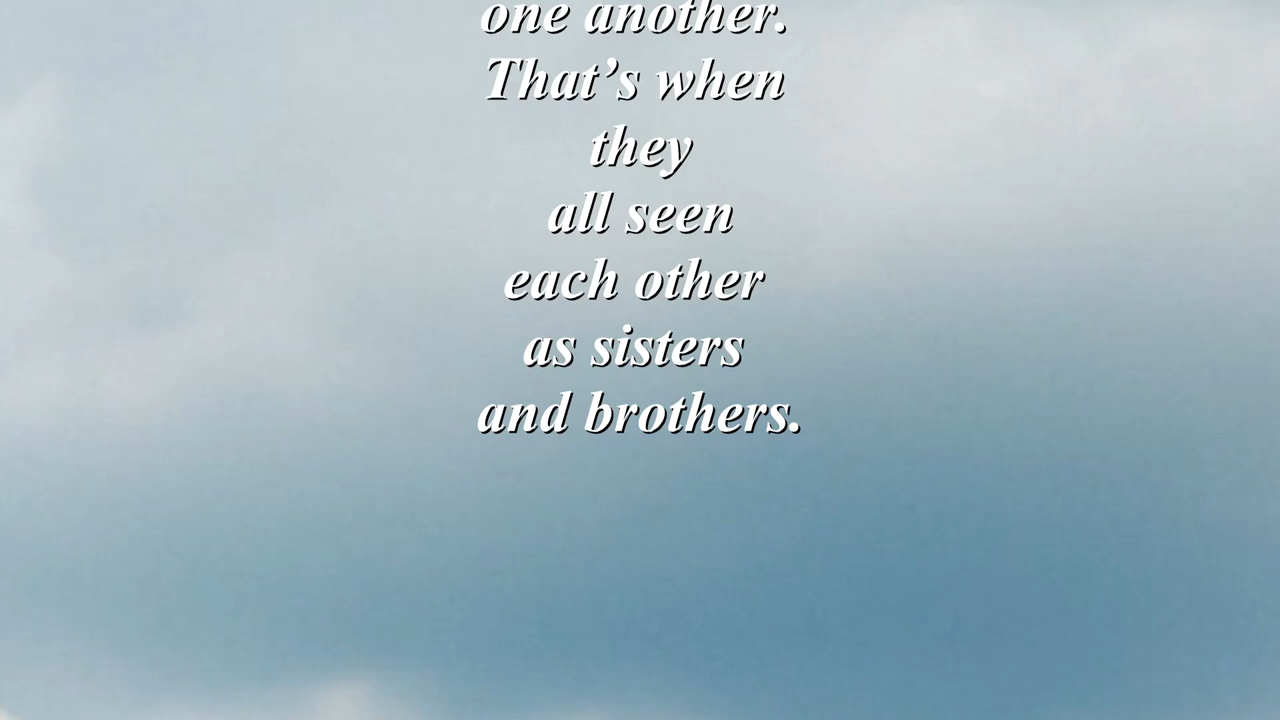 one another.
That’s when
they
all seen
each other
as sisters
and brothers.